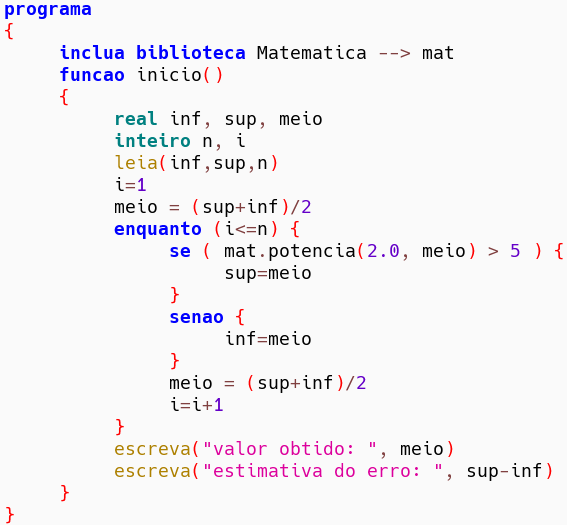 programa
{
inclua biblioteca Matematica --> mat
funcao inicio()
{
real inf, sup, meio
inteiro n, i
leia(inf,sup,n)
i=1
meio = (sup+inf)/2
enquanto (i<=n) {
se ( mat.potencia(2.0, meio) > 5 ) {
sup=meio
}
senao {
inf=meio
}
meio = (sup+inf)/2
i=i+1
}
escreva("valor obtido: ", meio)
escreva("estimativa do erro: ", sup-inf)
}
}